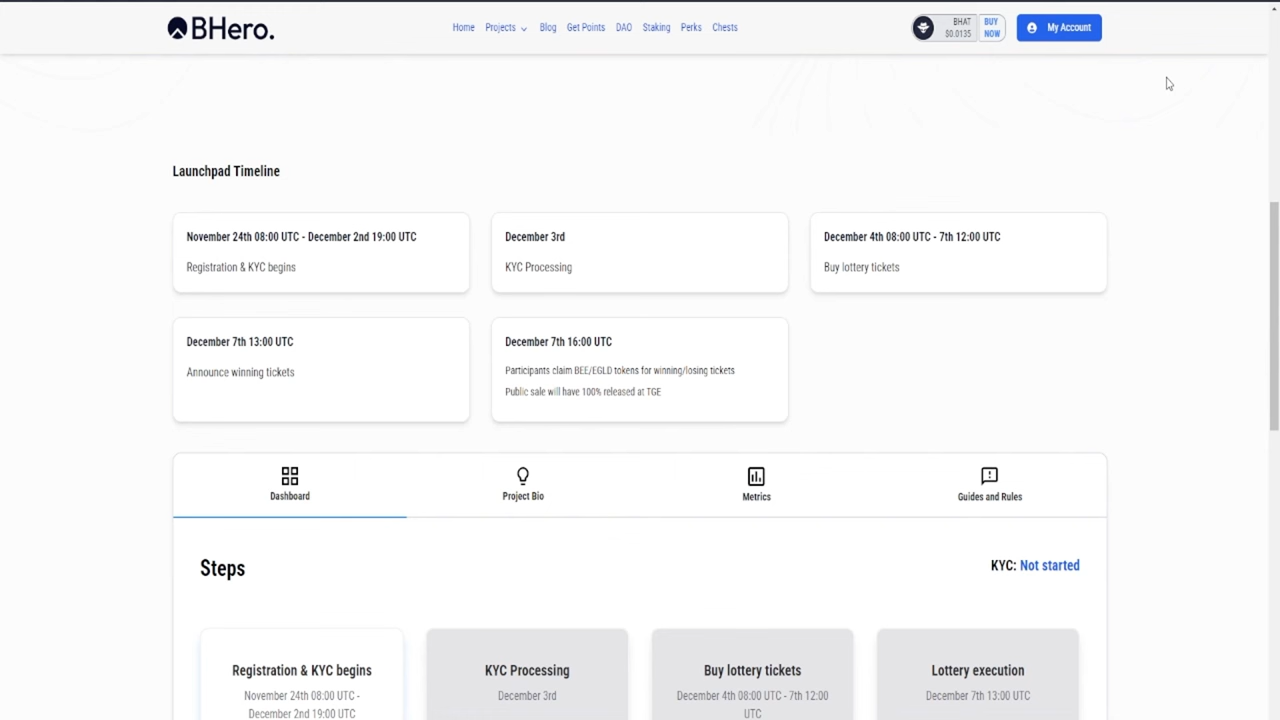 BHero.
Home Projects Blog Get Points DAO Staking Perks Chests
BHAT
$0.0135
BUY
NOW
My Account
Launchpad Timeline
November 24th 08:00 UTC - December 2nd 19:00 UTC
Registration & KYC begins
December 3rd
KYC Processing
December 4th 08:00 UTC - 7th 12:00 UTC
Buy lottery tickets
December 7th 13:00 UTC
Announce winning tickets
December 7th 16:00 UTC
Participants claim BEE/EGLD tokens for winning/losing tickets
Public sale will have 100% released at TGE
Dashboard
Project Bio
Metrics
Guides and Rules
Steps
KYC: Not started
Registration & KYC begins
November 24th 08:00 UTC -
December 2nd 19:00 UTC
KYC Processing
December 3rd
Buy lottery tickets
December 4th 08:00 UTC - 7th 12:00
UTC
Lottery execution
December 7th 13:00 UTC